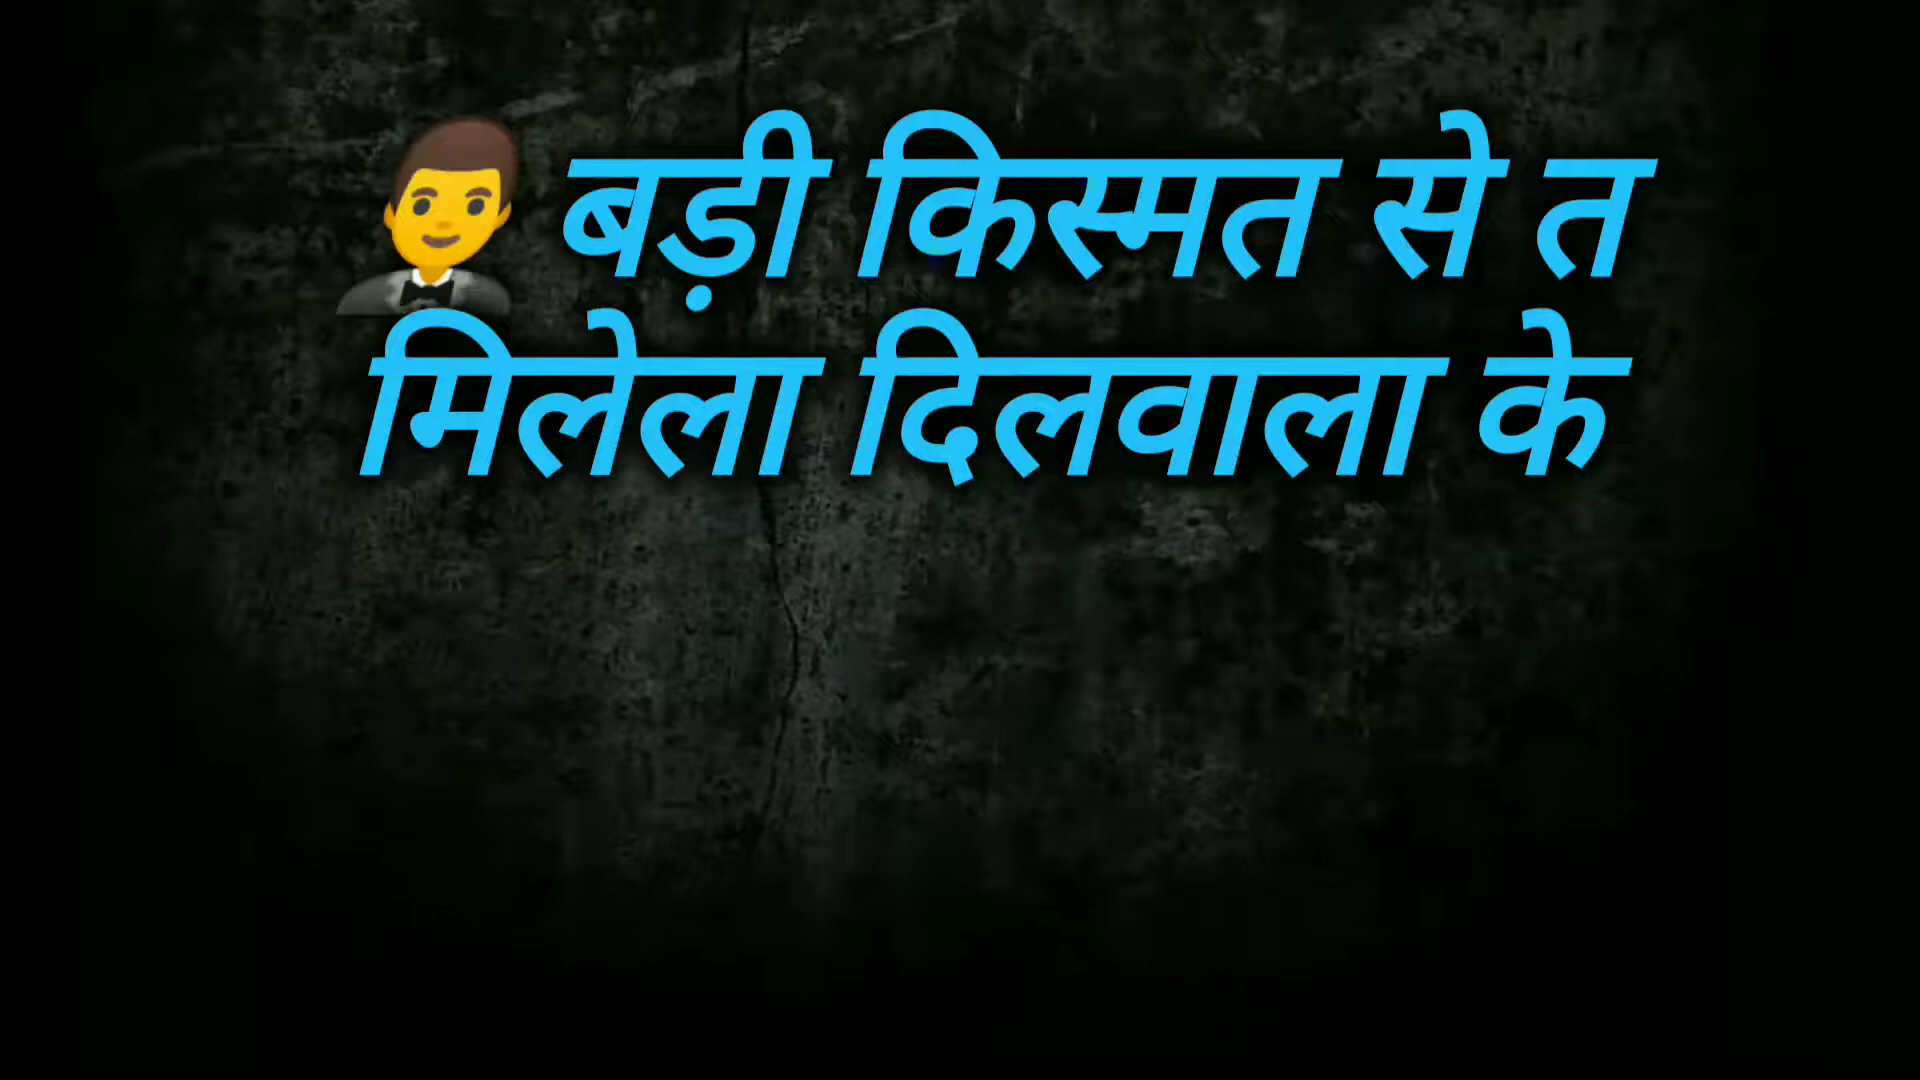 🤵 बड़ी किस्मत से त
मिलेला दिलवाला के